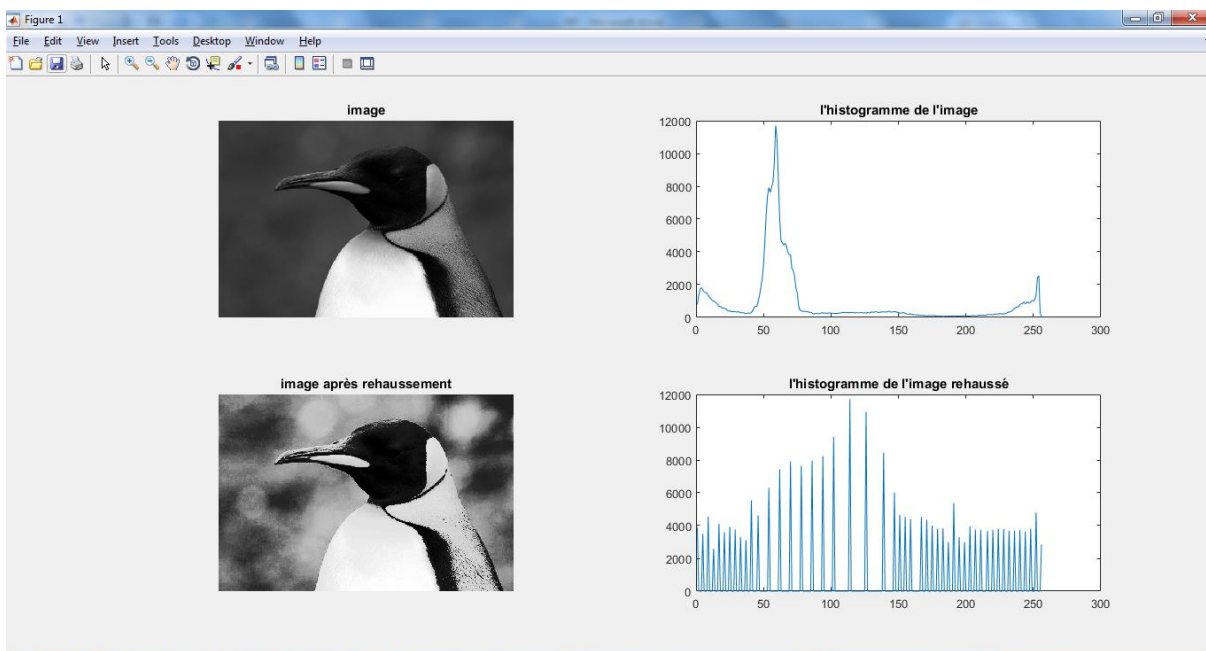 Figure 1
File Edit View Insert Tools Desktop Window Help
image
l'histogramme de l'image
12000
10000
8000
6000
4000
2000
0
0 50 100 150 200 250 300
image après rehaussement
l'histogramme de l'image rehaussé
12000
10000
8000
6000
4000
2000
0
0 50 100 150 200 250 300